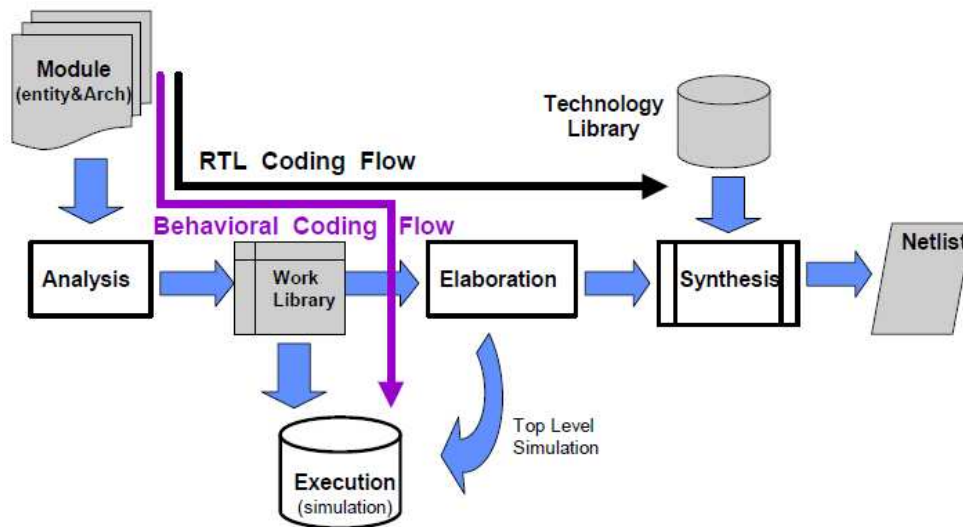 Module
(entity&Arch)
Technology
Library
RTL Coding Flow
Behavioral Coding Flow
Netlist
Analysis
Work
Library
Elaboration
Synthesis
Top Level
Simulation
Execution
(simulation)